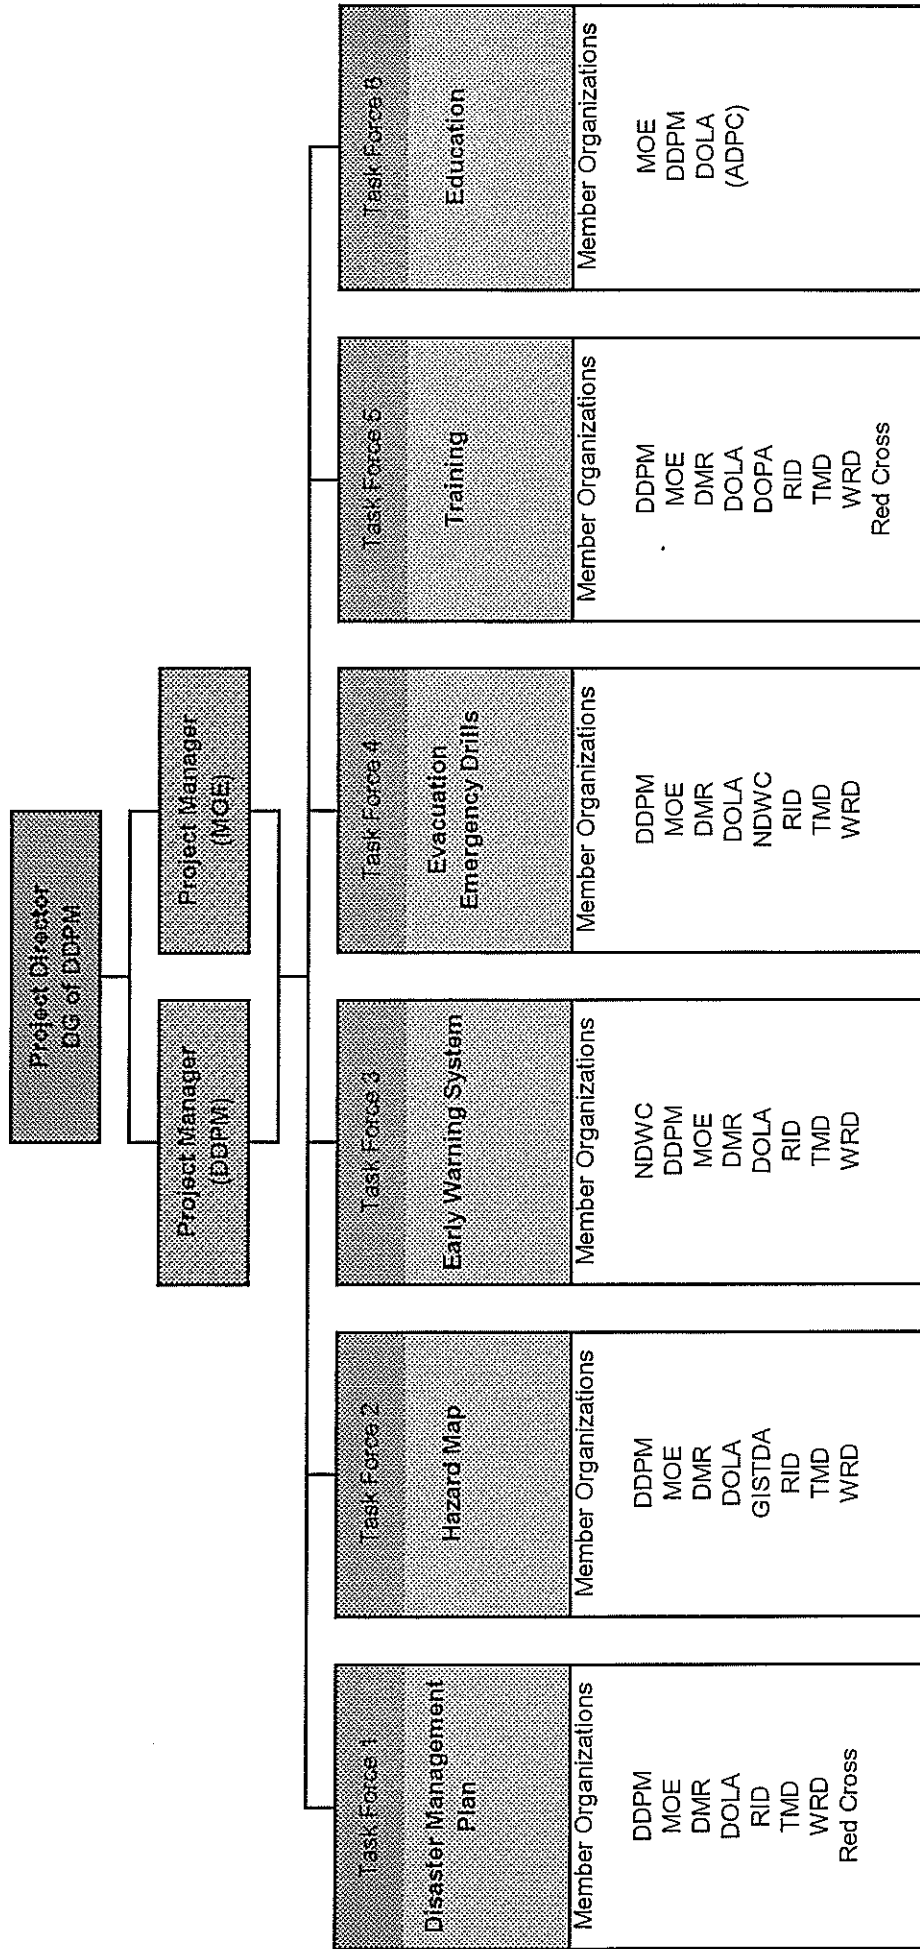 Project Director
DG of DDPM
Project Manager
(DDPM)
Project Manager
(MOE)
Task Force 1
Disaster Management
Plan
Member Organizations
DDPM
MOE
DMR
DOLA
RID
TMD
WRD
Red Cross
Task Force 2
Hazard Map
Member Organizations
DDPM
MOE
DMR
DOLA
GISTDA
RID
TMD
WRD
Task Force 3
Early Warning System
Member Organizations
NDWC
DDPM
MOE
DMR
DOLA
RID
TMD
WRD
Task Force 4
Evacuation
Emergency Drills
Member Organizations
DDPM
MOE
DMR
DOLA
NDWC
RID
TMD
WRD
Task Force 5
Training
Member Organizations
DDPM
MOE
DMR
DOLA
DOPA
RID
TMD
WRD
Red Cross
Task Force 6
Education
Member Organizations
MOE
DDPM
DOLA
(ADPC)